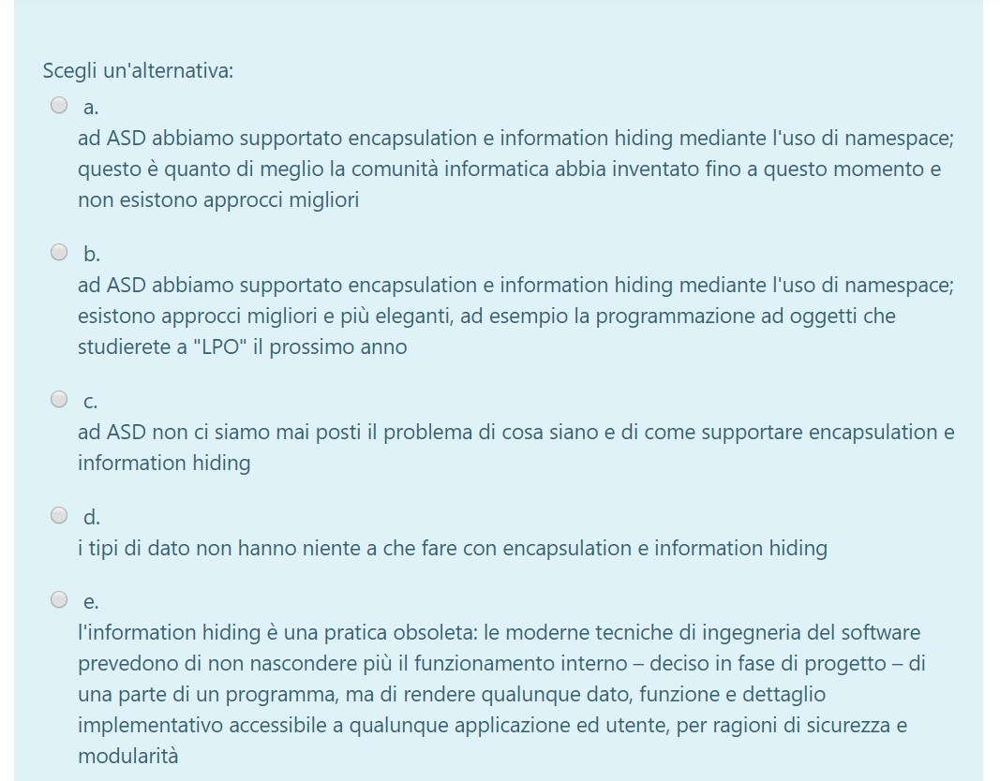 Scegli un'alternativa:
a.
ad ASD abbiamo supportato encapsulation e information hiding mediante l'uso di namespace;
questo è quanto di meglio la comunità informatica abbia inventato fino a questo momento e
non esistono approcci migliori
b.
ad ASD abbiamo supportato encapsulation e information hiding mediante l'uso di namespace;
esistono approcci migliori e più eleganti, ad esempio la programmazione ad oggetti che
studierete a "LPO" il prossimo anno
c.
ad ASD non ci siamo mai posti il problema di cosa siano e di come supportare encapsulation e
information hiding
d.
i tipi di dato non hanno niente a che fare con encapsulation e information hiding
e.
l'information hiding è una pratica obsoleta: le moderne tecniche di ingegneria del software
prevedono di non nascondere più il funzionamento interno – deciso in fase di progetto – di
una parte di un programma, ma di rendere qualunque dato, funzione e dettaglio
implementativo accessibile a qualunque applicazione ed utente, per ragioni di sicurezza e
modularità